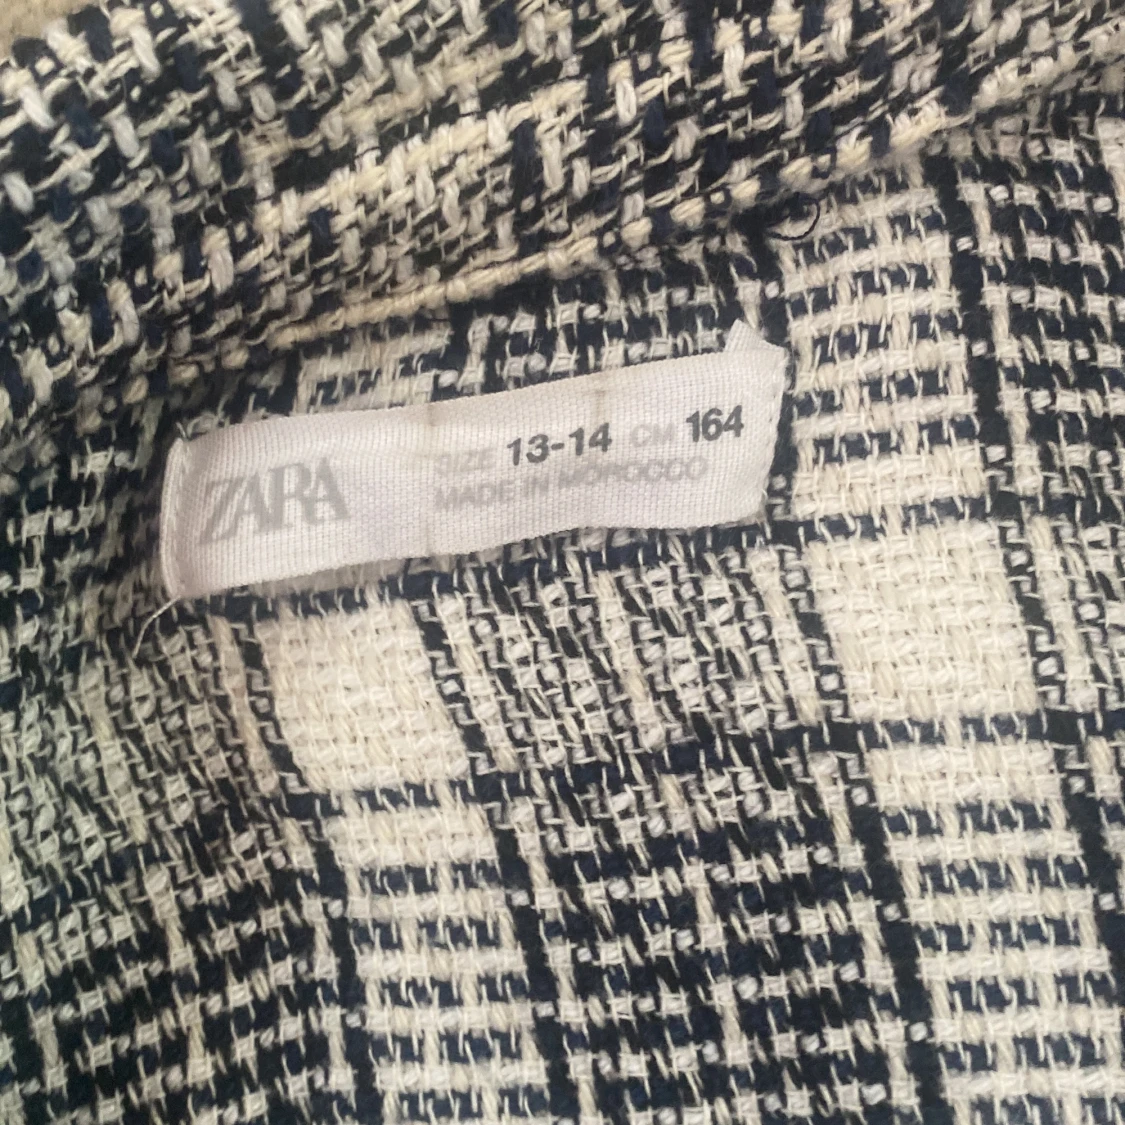 ZARA
SIZE 13-14 CM 164
MADE IN MOROCCO